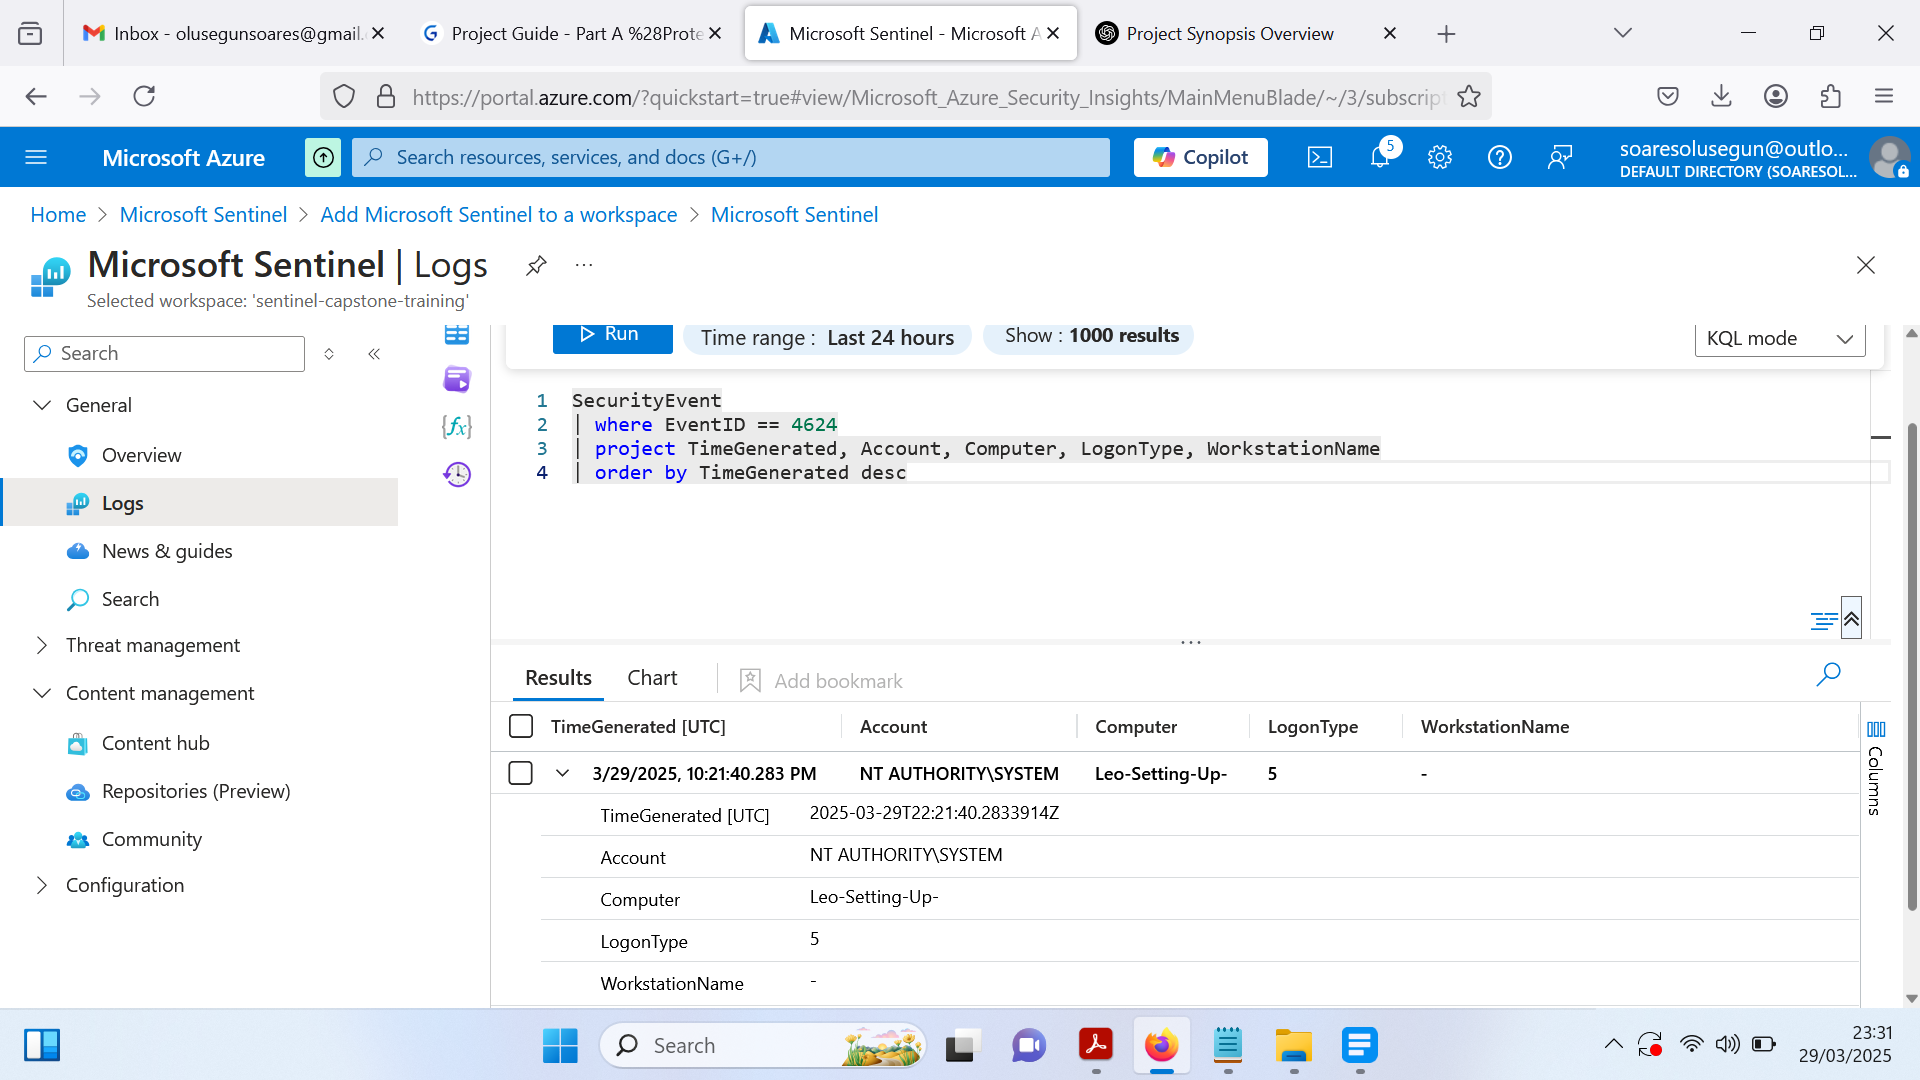 Inbox - olusegunsoares@gmail.c
Project Guide - Part A %28Prote
Microsoft Sentinel - Microsoft A
Project Synopsis Overview
https://portal.azure.com/?quickstart=true#view/Microsoft_Azure_Security_Insights/MainMenuBlade/~/3/subscript
Microsoft Azure
Search resources, services, and docs (G+/)
Copilot
5
soaresolusegun@outlo...
DEFAULT DIRECTORY (SOARESOL...
Home > Microsoft Sentinel > Add Microsoft Sentinel to a workspace > Microsoft Sentinel
Microsoft Sentinel | Logs
...
Selected workspace: 'sentinel-capstone-training'
Search
General
Overview
Logs
News & guides
Search
Threat management
Content management
Content hub
Repositories (Preview)
Community
Configuration
Run
Time range : Last 24 hours
Show : 1000 results
KQL mode
{fx}
1 SecurityEvent
2 | where EventID == 4624
3 | project TimeGenerated, Account, Computer, LogonType, WorkstationName
4 | order by TimeGenerated desc
...
Results
Chart
Add bookmark
TimeGenerated [UTC] Account Computer LogonType WorkstationName
3/29/2025, 10:21:40.283 PM NT AUTHORITY\SYSTEM Leo-Setting-Up- 5 -
TimeGenerated [UTC] 2025-03-29T22:21:40.2833914Z
Account NT AUTHORITY\SYSTEM
Computer Leo-Setting-Up-
LogonType 5
WorkstationName -
Columns
Search
23:31
29/03/2025